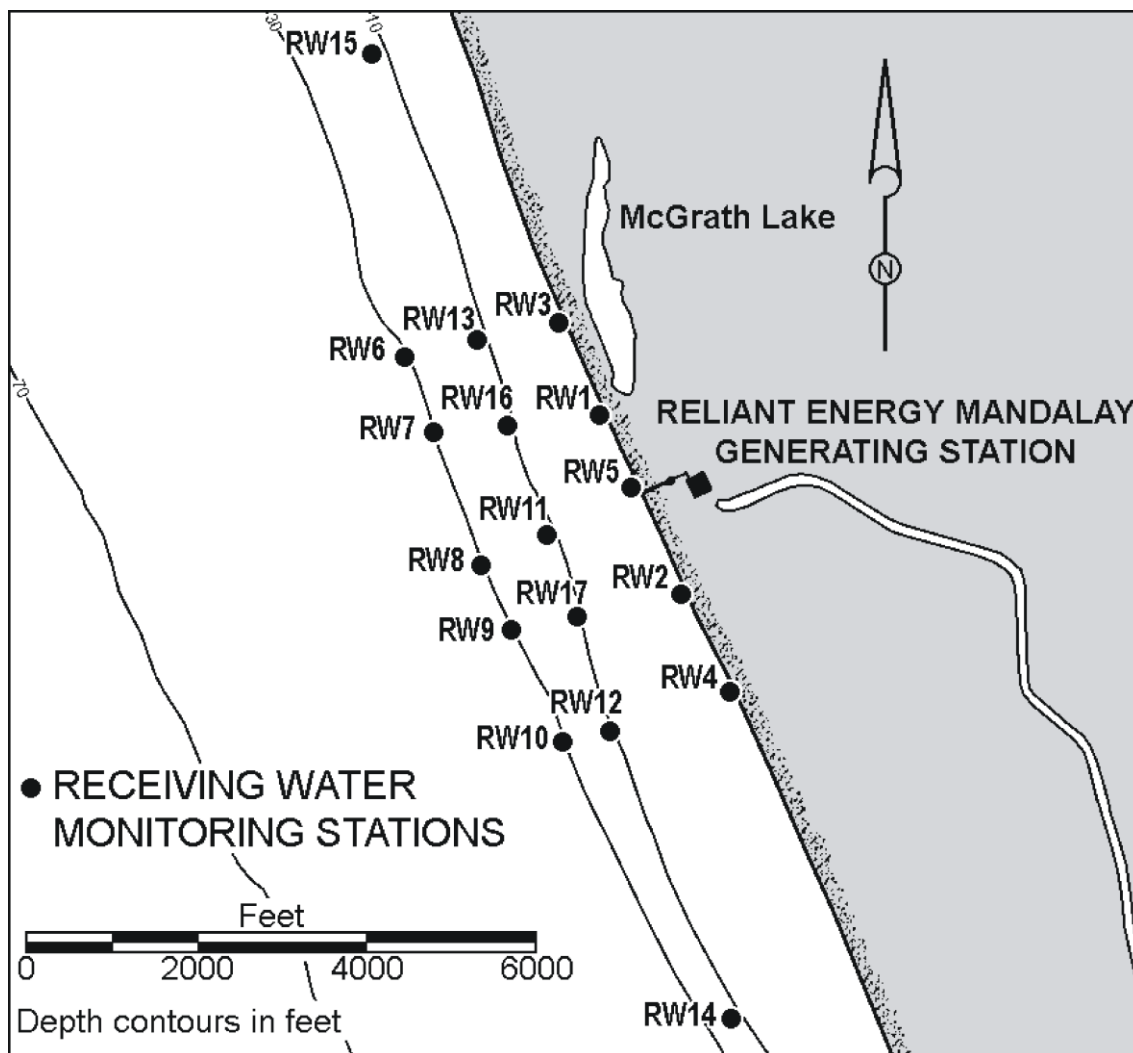 30
10
RW15
McGrath Lake
N
RW3
RW13
RW6
RW16
RW1
RW7
RELIANT ENERGY MANDALAY
GENERATING STATION
70
RW5
RW11
RW8
RW2
RW17
RW9
RW4
RW12
RW10
RECEIVING WATER
MONITORING STATIONS
Feet
0 2000 4000 6000
Depth contours in feet
RW14